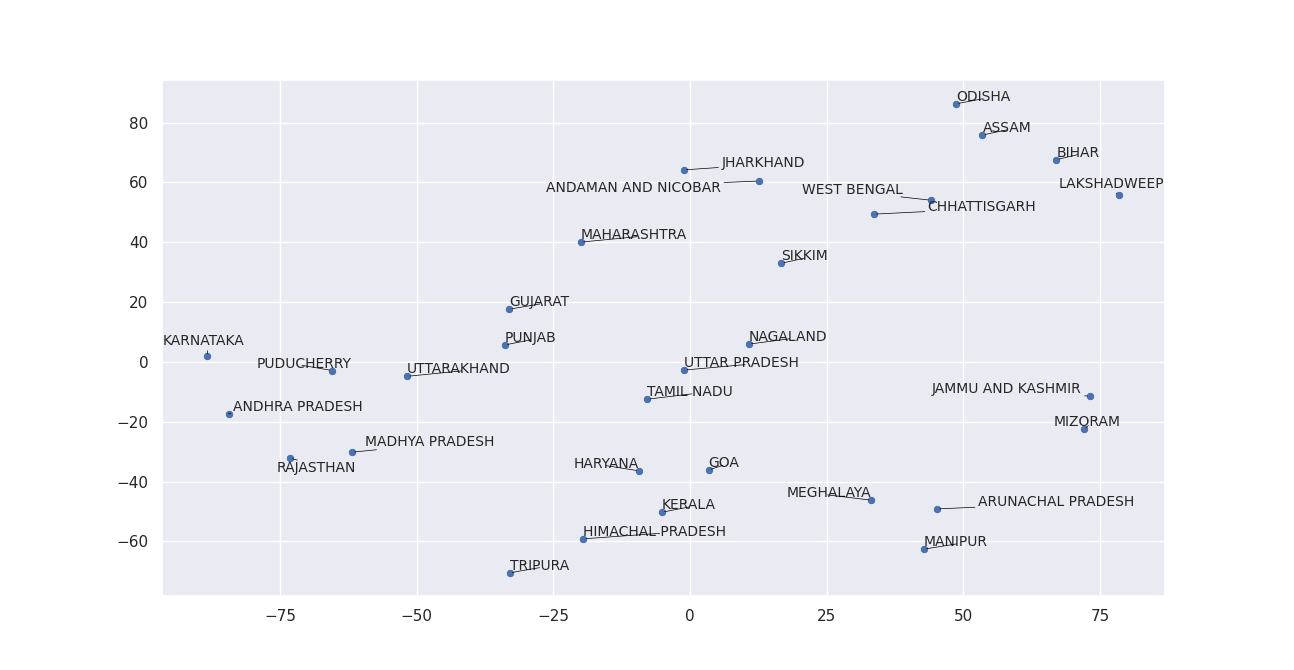 ODISHA
80
ASSAM
BIHAR
JHARKHAND
60
ANDAMAN AND NICOBAR
WEST BENGAL
LAKSHADWEEP
CHHATTISGARH
40
MAHARASHTRA
SIKKIM
20
GUJARAT
KARNATAKA
PUNJAB
NAGALAND
0
PUDUCHERRY
UTTARAKHAND
UTTAR PRADESH
TAMIL NADU
JAMMU AND KASHMIR
−20
ANDHRA PRADESH
MIZORAM
MADHYA PRADESH
RAJASTHAN
HARYANA
GOA
−40
MEGHALAYA
KERALA
ARUNACHAL PRADESH
−60
HIMACHAL PRADESH
MANIPUR
TRIPURA
−75 −50 −25 0 25 50 75